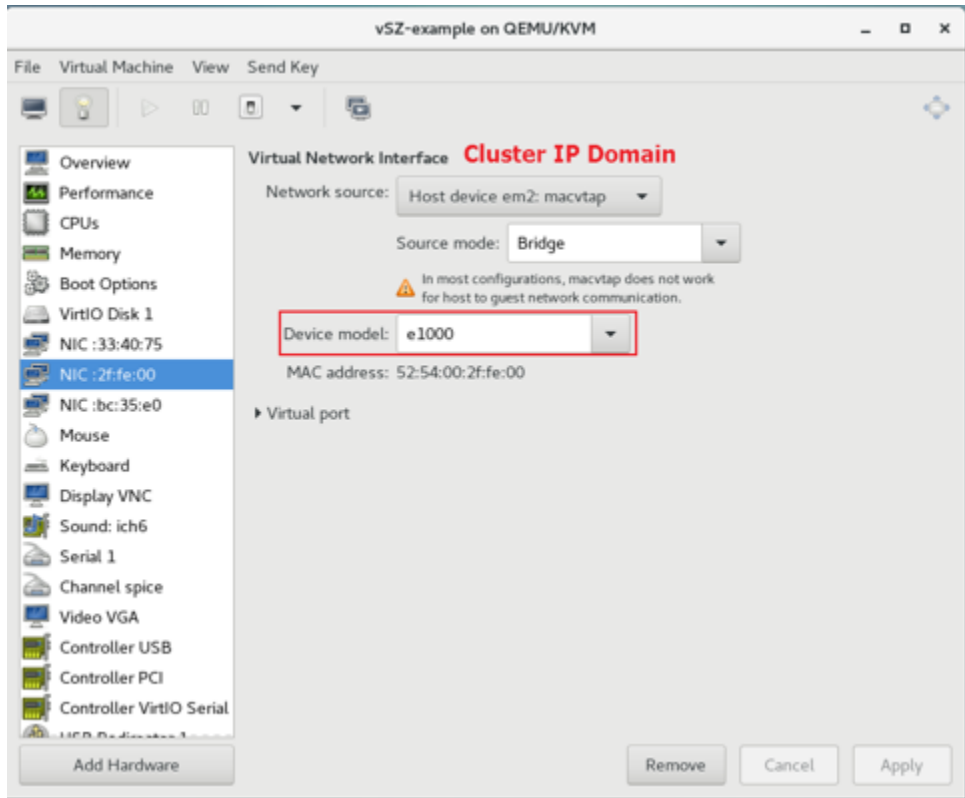 vSZ-example on QEMU/KVM
File Virtual Machine View Send Key
Overview
Performance
CPUs
Memory
Boot Options
VirtIO Disk 1
NIC :33:40:75
NIC :2f:fe:00
NIC :bc:35:e0
Mouse
Keyboard
Display VNC
Sound: ich6
Serial 1
Channel spice
Video VGA
Controller USB
Controller PCI
Controller VirtIO Serial
USB Redirector 1
Add Hardware
Virtual Network Interface Cluster IP Domain
Network source: Host device em2: macvtap
Source mode: Bridge
In most configurations, macvtap does not work
for host to guest network communication.
Device model: e1000
MAC address: 52:54:00:2f:fe:00
Virtual port
Remove Cancel Apply